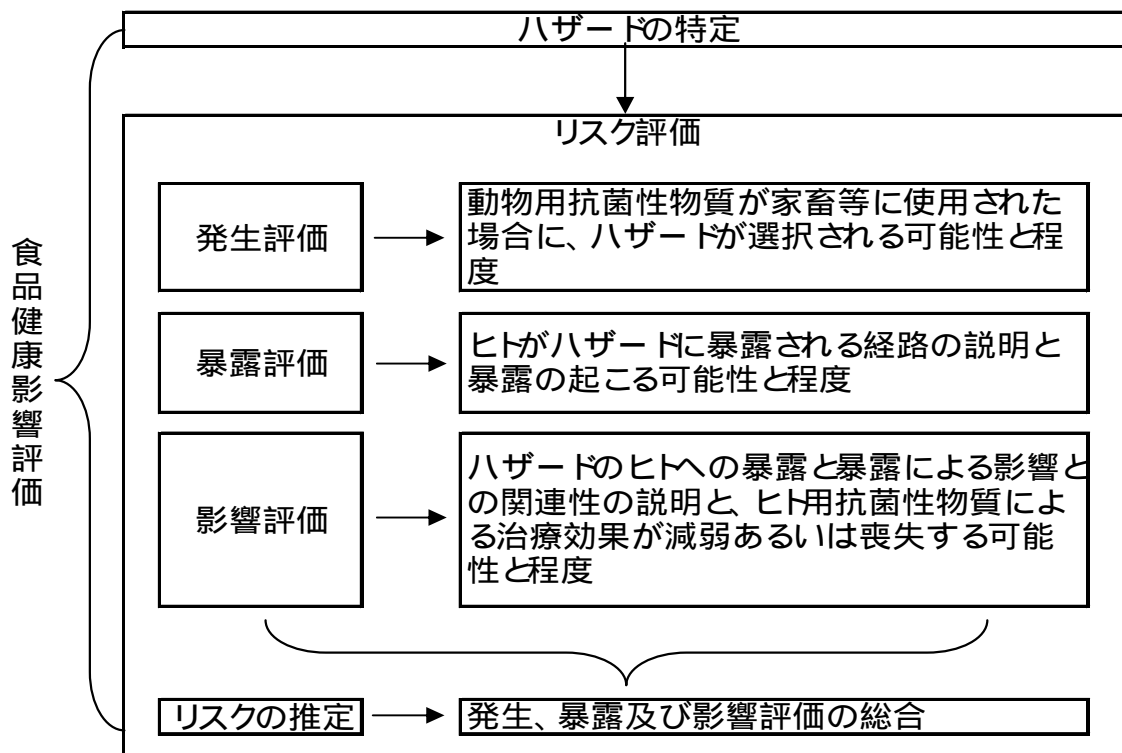 ハザードの特定
リスク評価
発生評価
動物用抗菌性物質が家畜等に使用された
場合に、ハザードが選択される可能性と程
度
暴露評価
ヒトがハザードに暴露される経路の説明と
暴露の起こる可能性と程度
影響評価
ハザードのヒトへの暴露と暴露による影響と
の関連性の説明と、ヒト用抗菌性物質によ
る治療効果が減弱あるいは喪失する可能
性と程度
リスクの推定
発生、暴露及び影響評価の総合
食品健康影響評価